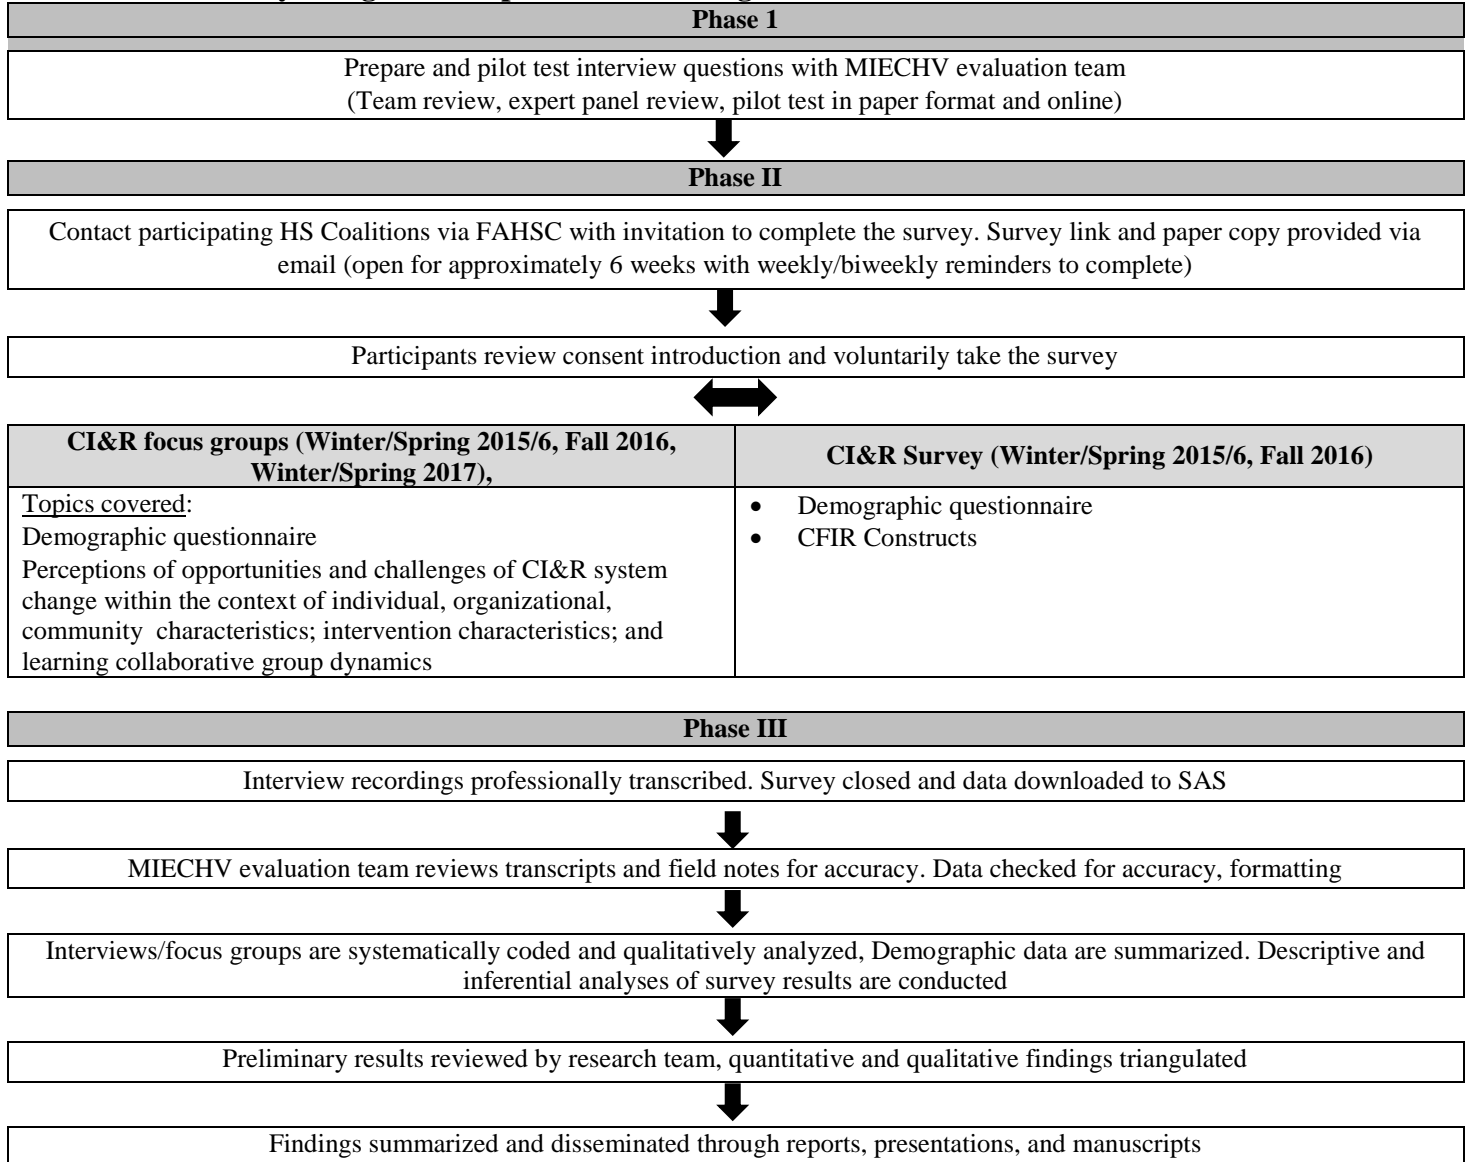 Phase 1
Prepare and pilot test interview questions with MIECHV evaluation team
(Team review, expert panel review, pilot test in paper format and online)
Phase II
Contact participating HS Coalitions via FAHSC with invitation to complete the survey. Survey link and paper copy provided via
email (open for approximately 6 weeks with weekly/biweekly reminders to complete)
Participants review consent introduction and voluntarily take the survey
CI&R focus groups (Winter/Spring 2015/6, Fall 2016,
Winter/Spring 2017),
Topics covered:
Demographic questionnaire
Perceptions of opportunities and challenges of CI&R system
change within the context of individual, organizational,
community characteristics; intervention characteristics; and
learning collaborative group dynamics
CI&R Survey (Winter/Spring 2015/6, Fall 2016)
• Demographic questionnaire
• CFIR Constructs
Phase III
Interview recordings professionally transcribed. Survey closed and data downloaded to SAS
MIECHV evaluation team reviews transcripts and field notes for accuracy. Data checked for accuracy, formatting
Interviews/focus groups are systematically coded and qualitatively analyzed, Demographic data are summarized. Descriptive and
inferential analyses of survey results are conducted
Preliminary results reviewed by research team, quantitative and qualitative findings triangulated
Findings summarized and disseminated through reports, presentations, and manuscripts